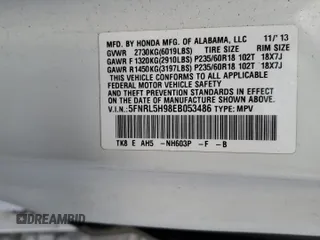 MFD. BY HONDA MFG. OF ALABAMA, LLC 11/'13
GVWR 2730KG(6019LBS) TIRE SIZE RIM SIZE
GAWR F 1320KG(2910LBS) P235/60R18 102T 18X7J
GAWR R1450KG(3197LBS) P235/60R18 102T 18X7J
THIS VEHICLE CONFORMS TO ALL APPLICABLE
FEDERAL MOTOR VEHICLE SAFETY AND THEFT
PREVENTION STANDARDS IN EFFECT ON THE
DATE OF MANUFACTURE SHOWN ABOVE.
V.I.N.: 5FNRL5H98EB053486 TYPE: MPV
TK8 E AH5 -NH603P -F -B
DREAMBID